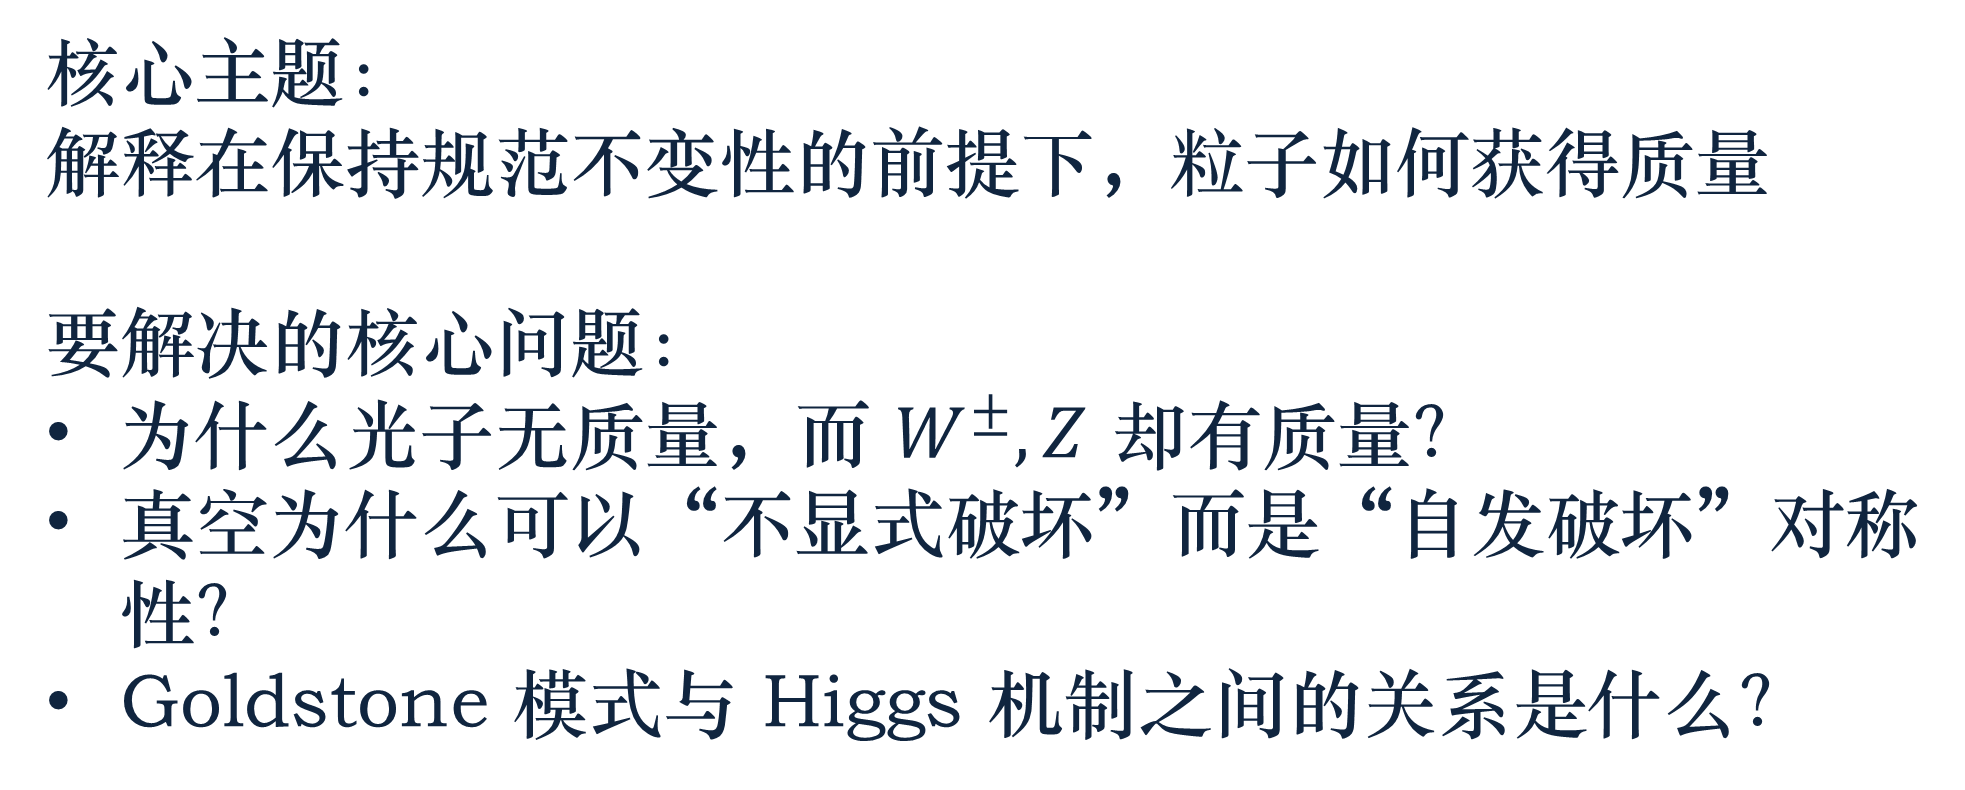 核心主题：
解释在保持规范不变性的前提下，粒子如何获得质量
要解决的核心问题：
• 为什么光子无质量，而 W±, Z 却有质量？
• 真空为什么可以“不显式破坏”而是“自发破坏”对称
性？
• Goldstone 模式与 Higgs 机制之间的关系是什么？